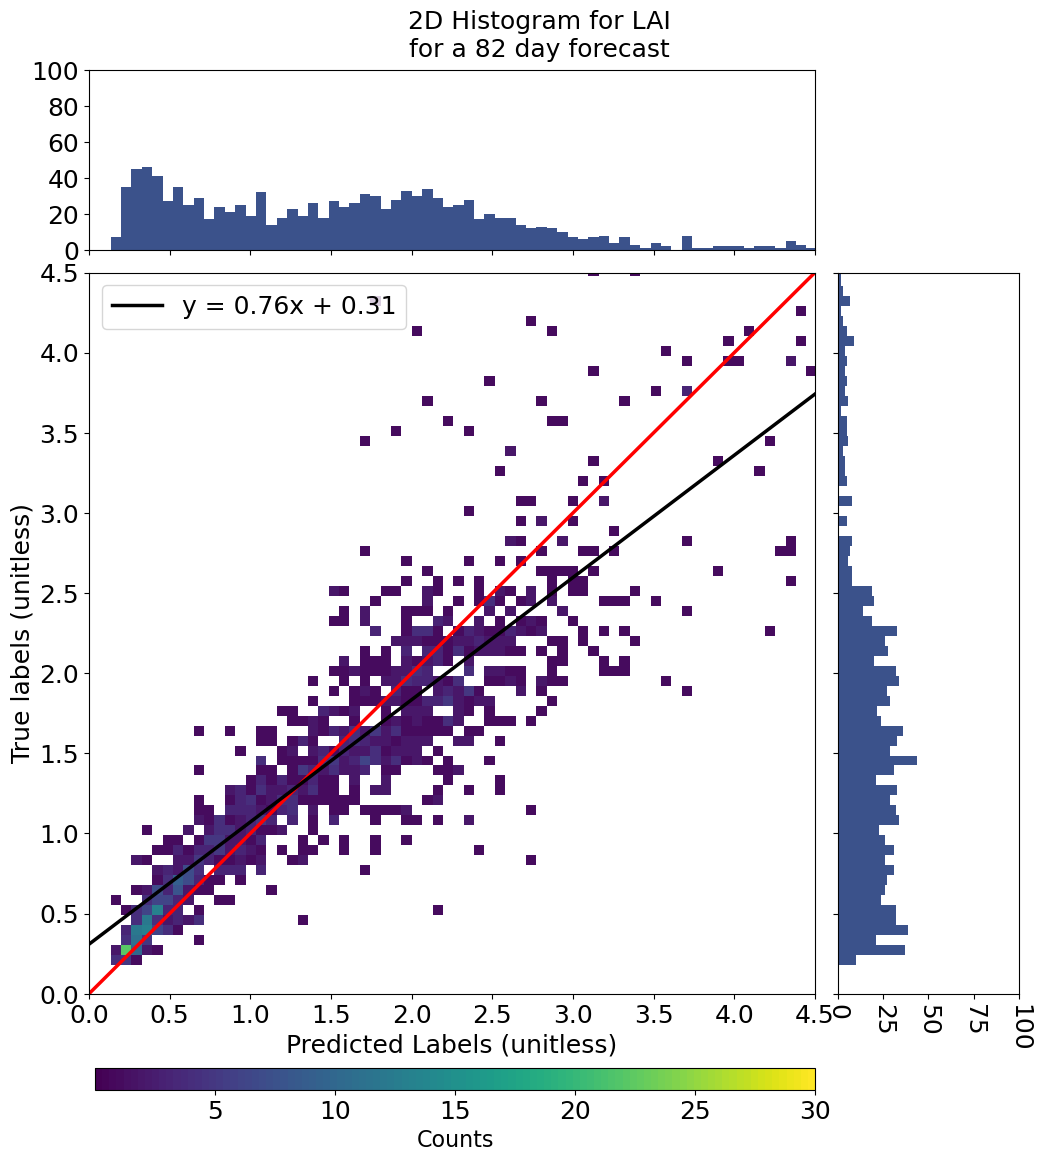 2D Histogram for LAI
for a 82 day forecast
100
80
60
40
20
0
4.5
4.0
3.5
3.0
2.5
2.0
1.5
1.0
0.5
0.0
True labels (unitless)
y = 0.76x + 0.31
0.0 0.5 1.0 1.5 2.0 2.5 3.0 3.5 4.0 4.5
Predicted Labels (unitless)
0 25 50 75 100
5 10 15 20 25 30
Counts